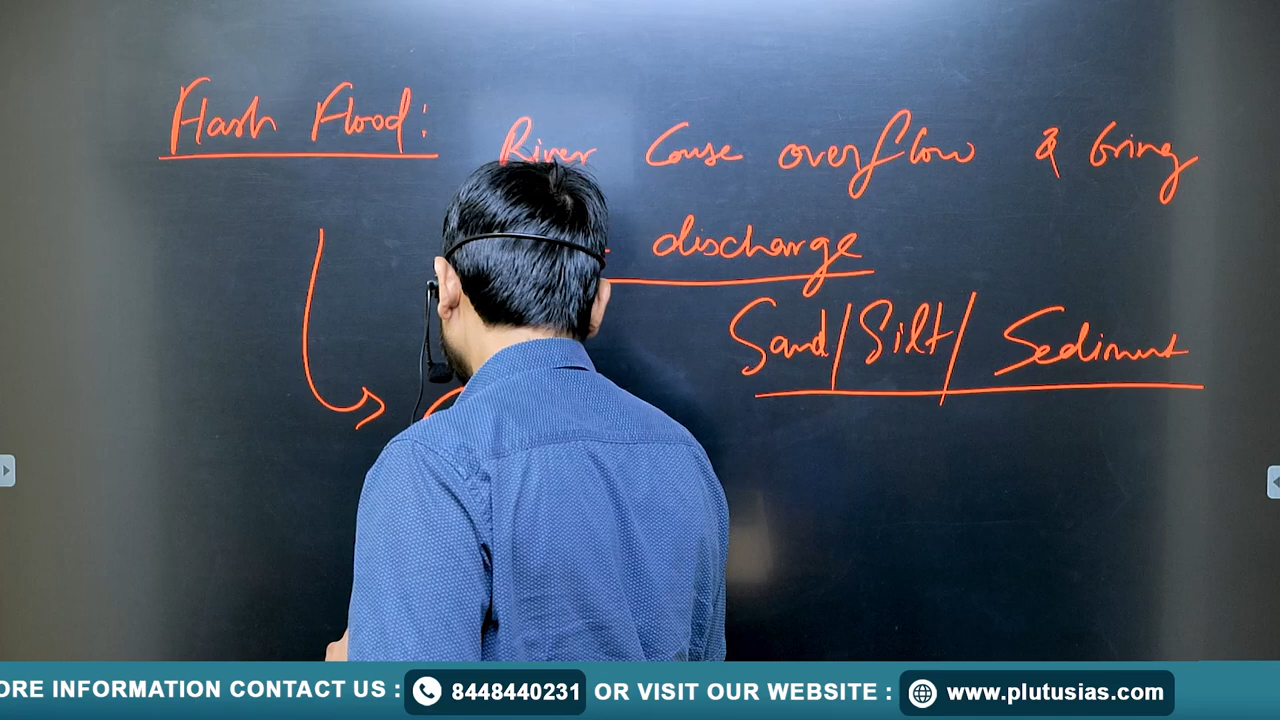 Flash Flood:
River Cause overflow & bring
discharge
Sand/Silt/Sediment
ORE INFORMATION CONTACT US : 8448440231 OR VISIT OUR WEBSITE : www.plutusias.com